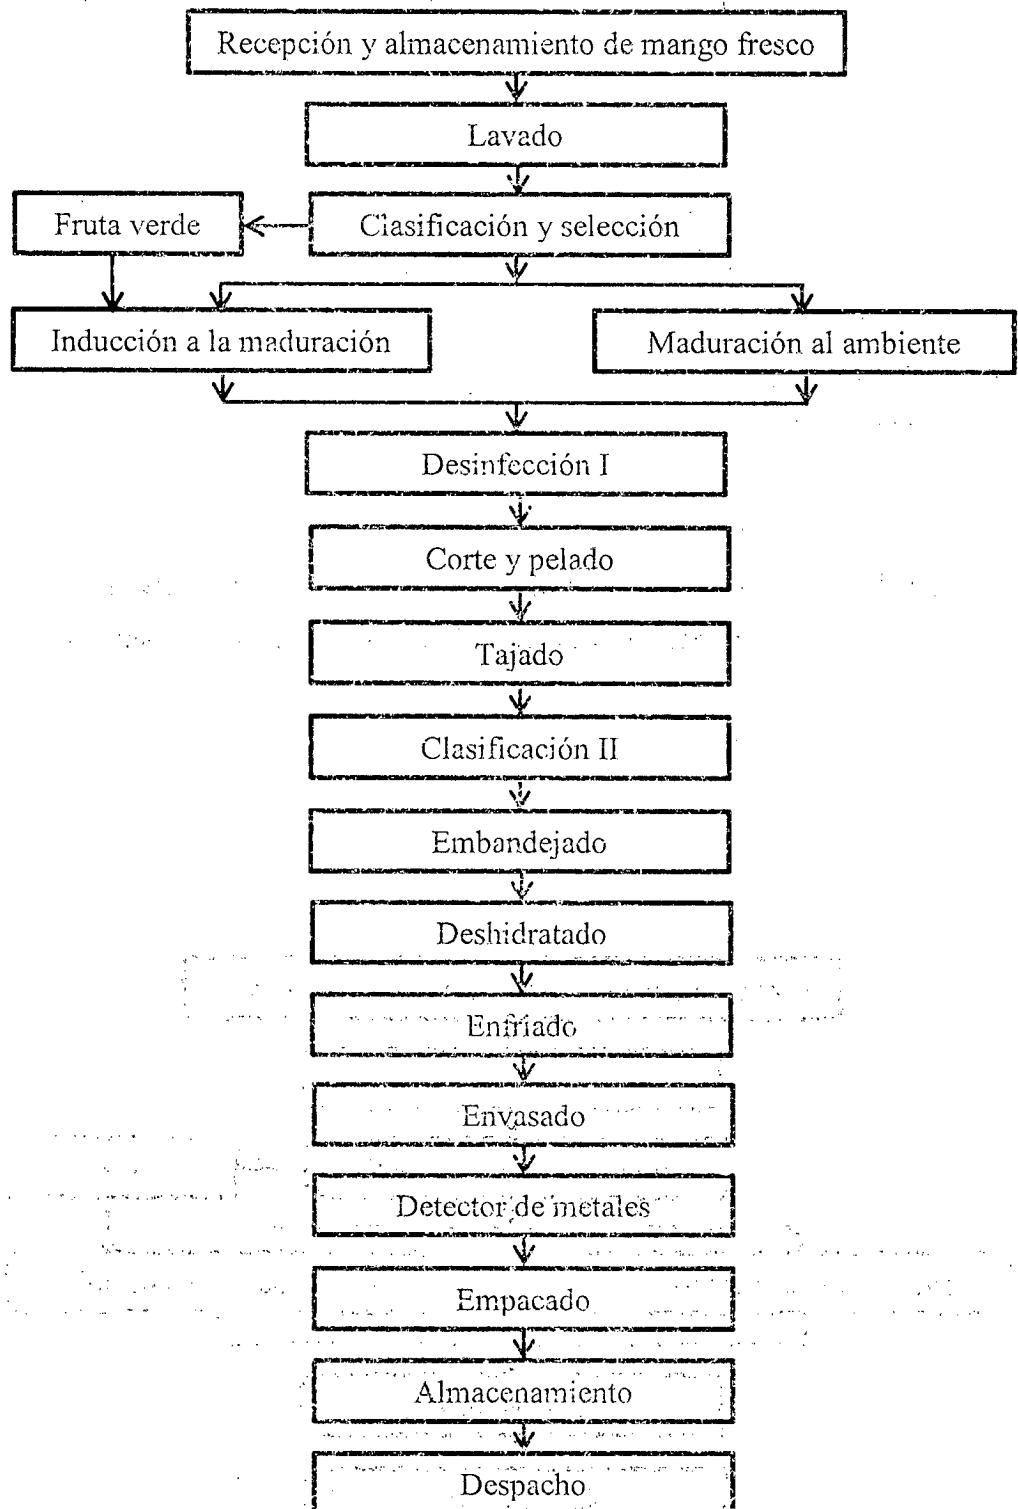 Recepción y almacenamiento de mango fresco
Lavado
Fruta verde
Clasificación y selección
Inducción a la maduración
Maduración al ambiente
Desinfección I
Corte y pelado
Tajado
Clasificación II
Embandejado
Deshidratado
Enfriado
Envasado
Detector de metales
Empacado
Almacenamiento
Despacho